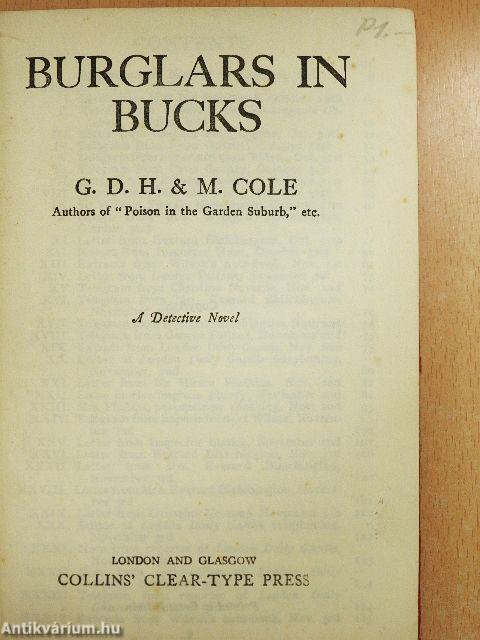 P1.—
BURGLARS IN
BUCKS
G. D. H. & M. COLE
Authors of “Poison in the Garden Suburb,” etc.
A Detective Novel
LONDON AND GLASGOW
COLLINS’ CLEAR-TYPE PRESS
Antikvárium.hu